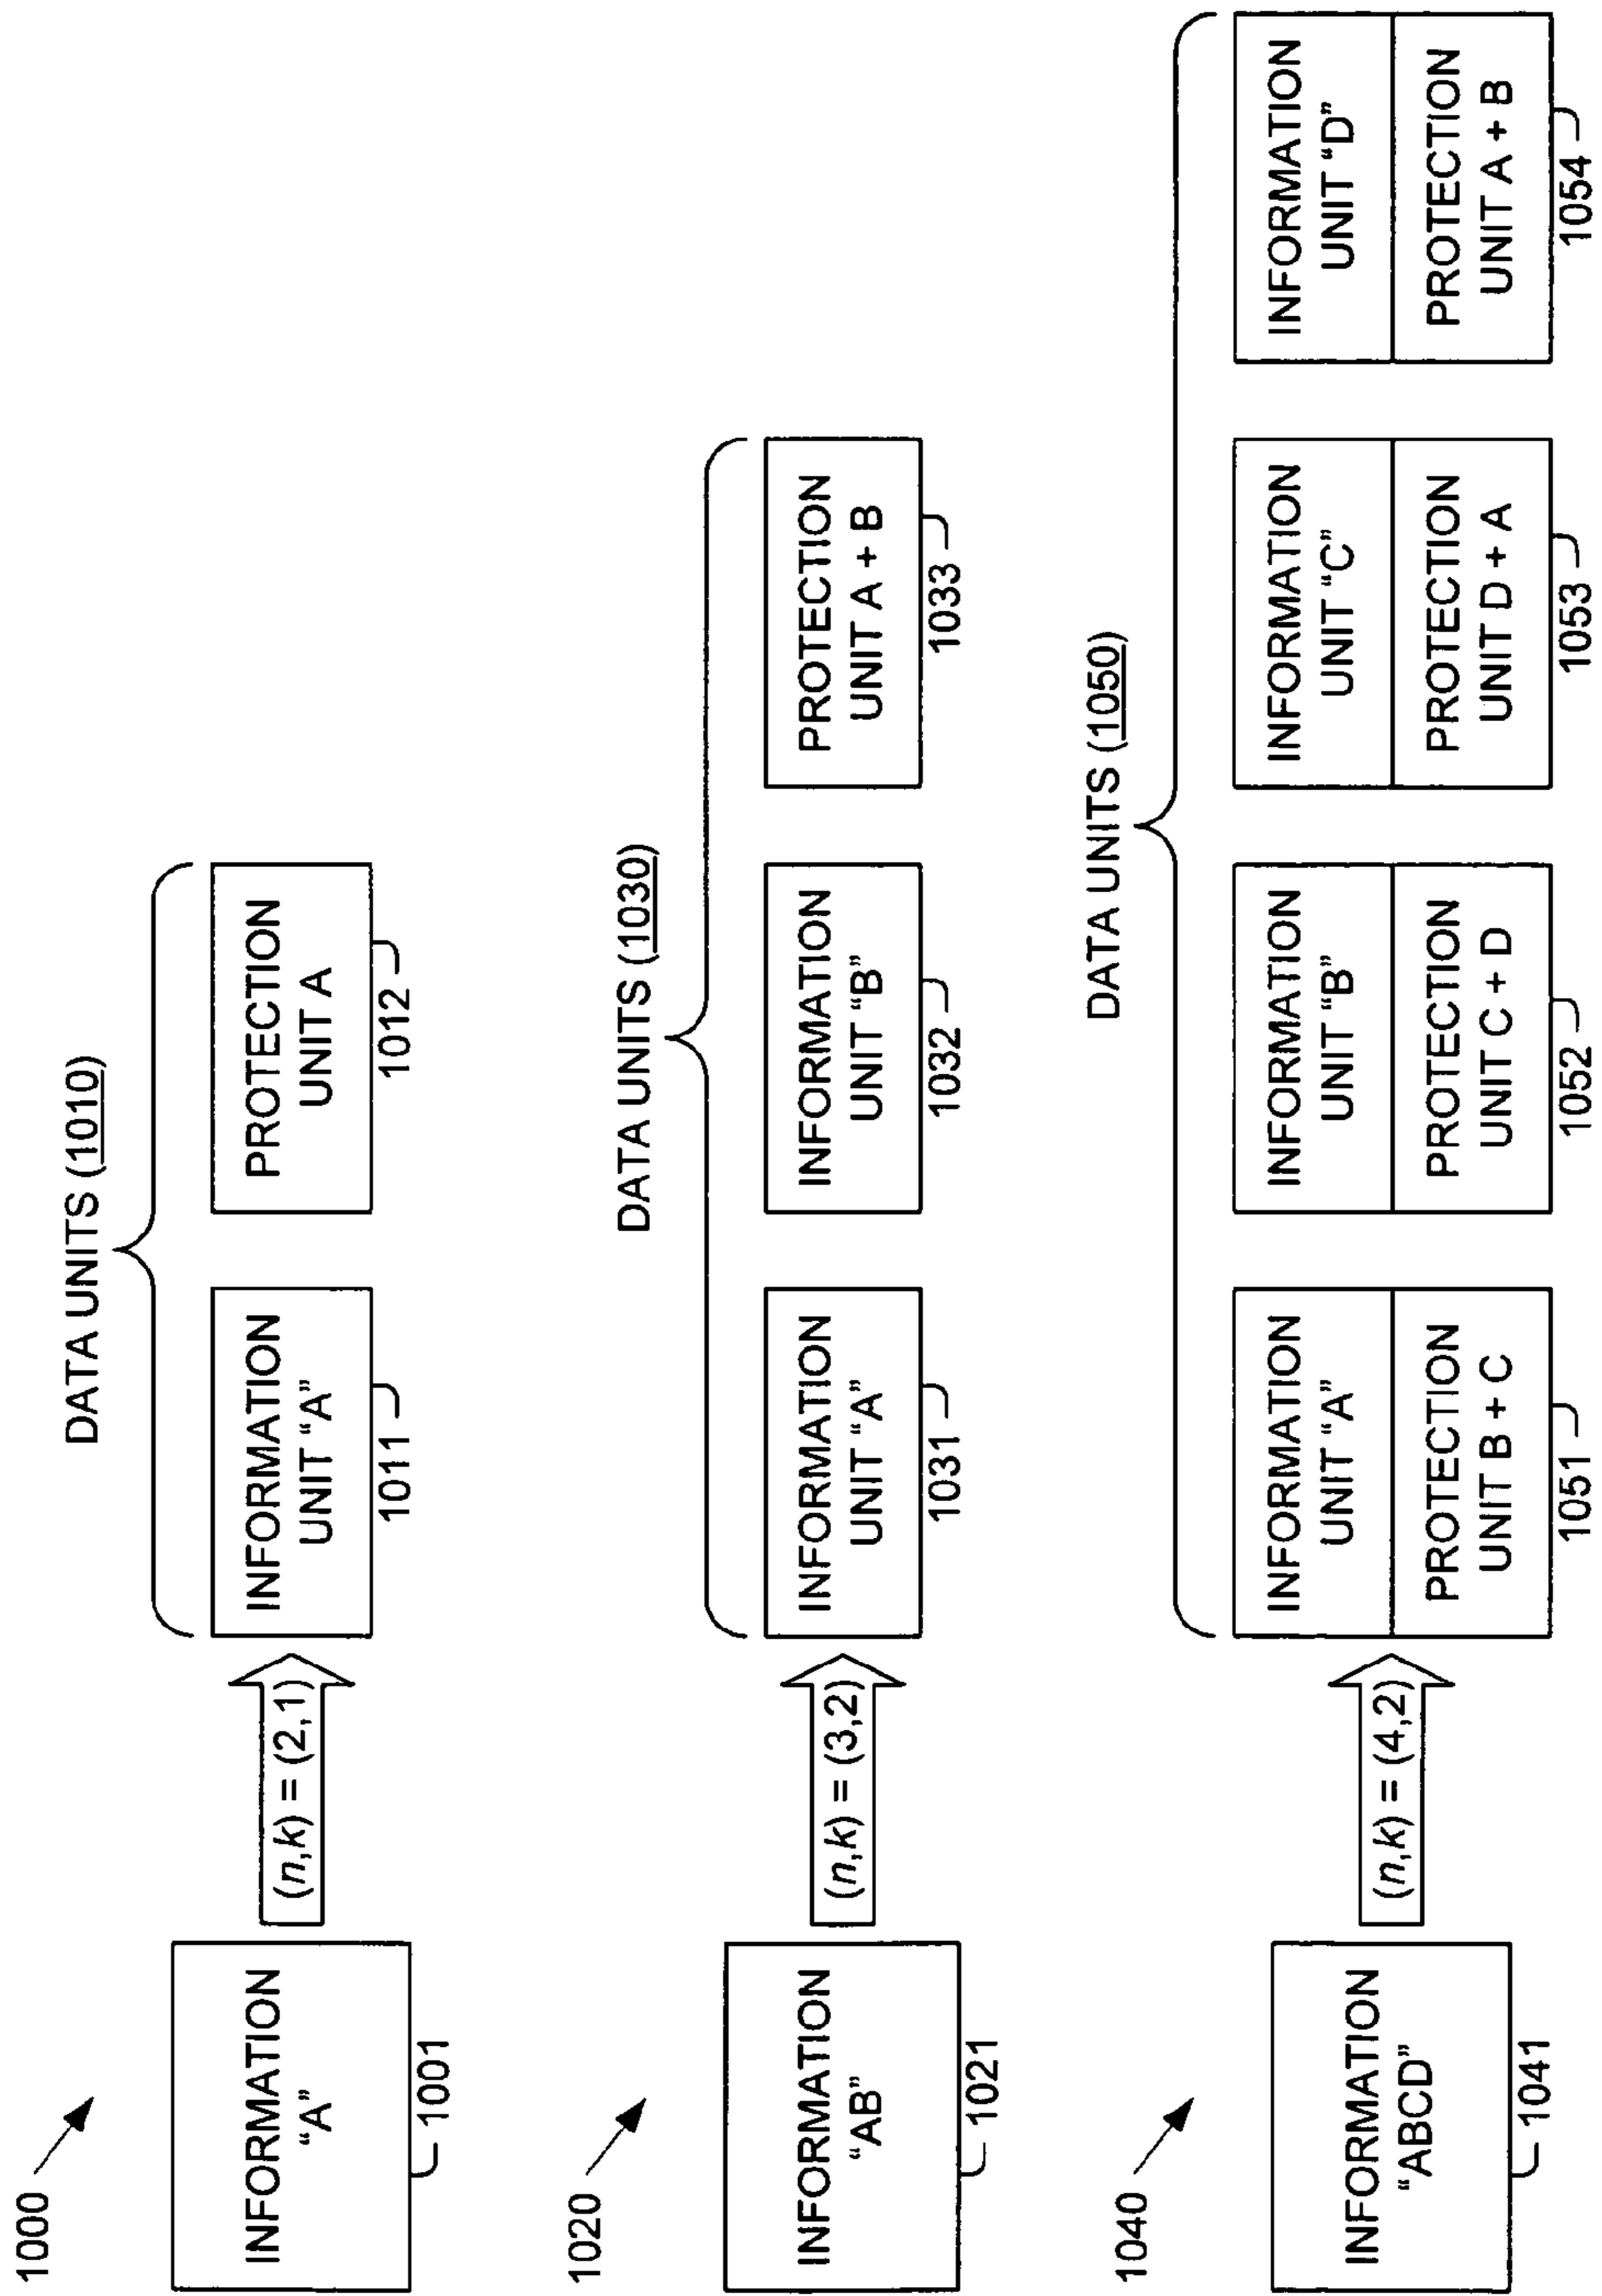 1000
DATA UNITS (1010)
INFORMATION
"A"
1001
(n,k) = (2,1)
INFORMATION
UNIT "A"
1011
PROTECTION
UNIT A
1012
1020
DATA UNITS (1030)
INFORMATION
"AB"
1021
(n,k) = (3,2)
INFORMATION
UNIT "A"
1031
INFORMATION
UNIT "B"
1032
PROTECTION
UNIT A + B
1033
1040
DATA UNITS (1050)
INFORMATION
"ABCD"
1041
(n,k) = (4,2)
INFORMATION
UNIT "A"
PROTECTION
UNIT B + C
1051
INFORMATION
UNIT "B"
PROTECTION
UNIT C + D
1052
INFORMATION
UNIT "C"
PROTECTION
UNIT D + A
1053
INFORMATION
UNIT "D"
PROTECTION
UNIT A + B
1054